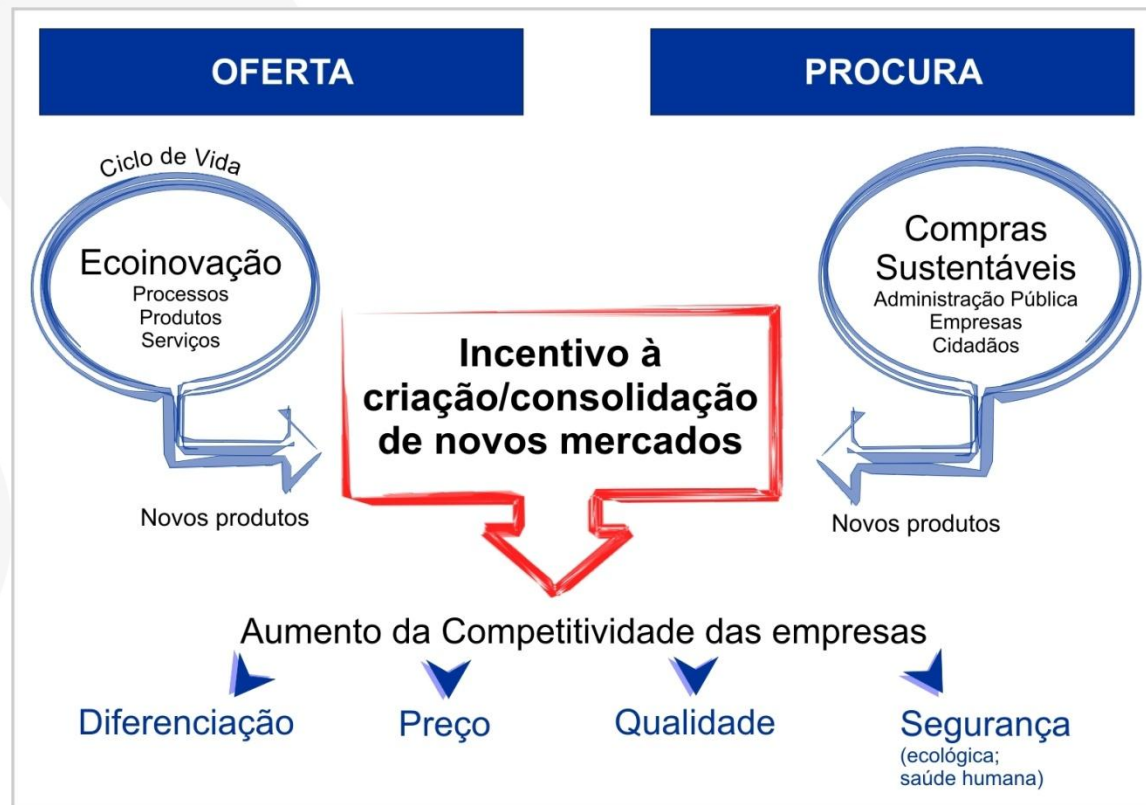 OFERTA
PROCURA
Ciclo de Vida
Ecoinovação
Processos
Produtos
Serviços
Novos produtos
Compras
Sustentáveis
Administração Pública
Empresas
Cidadãos
Novos produtos
Incentivo à
criação/consolidação
de novos mercados
Aumento da Competitividade das empresas
Diferenciação
Preço
Qualidade
Segurança
(ecológica;
saúde humana)